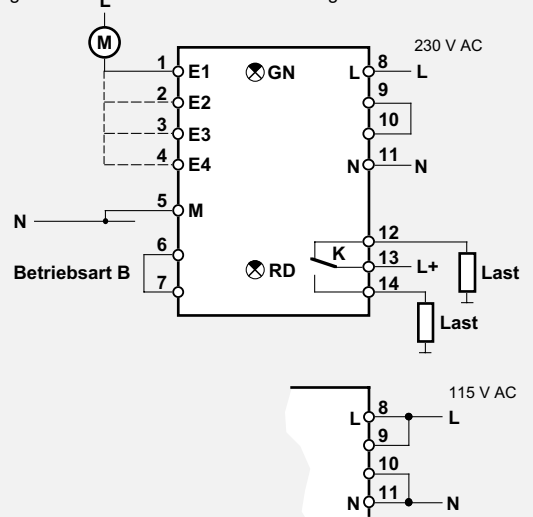 L
M
230 V AC
1 E1 GN L 8 L
2 E2 9
3 E3 10
4 E4 N 11 N
N 5 M
6 12
Betriebsart B K 13 L+ Last
7 RD 14
Last
115 V AC
L 8 L
9
10
N 11 N